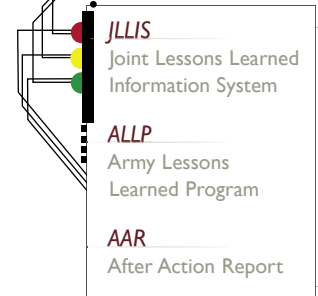 JLLIS
Joint Lessons Learned
Information System
ALLP
Army Lessons
Learned Program
AAR
After Action Report